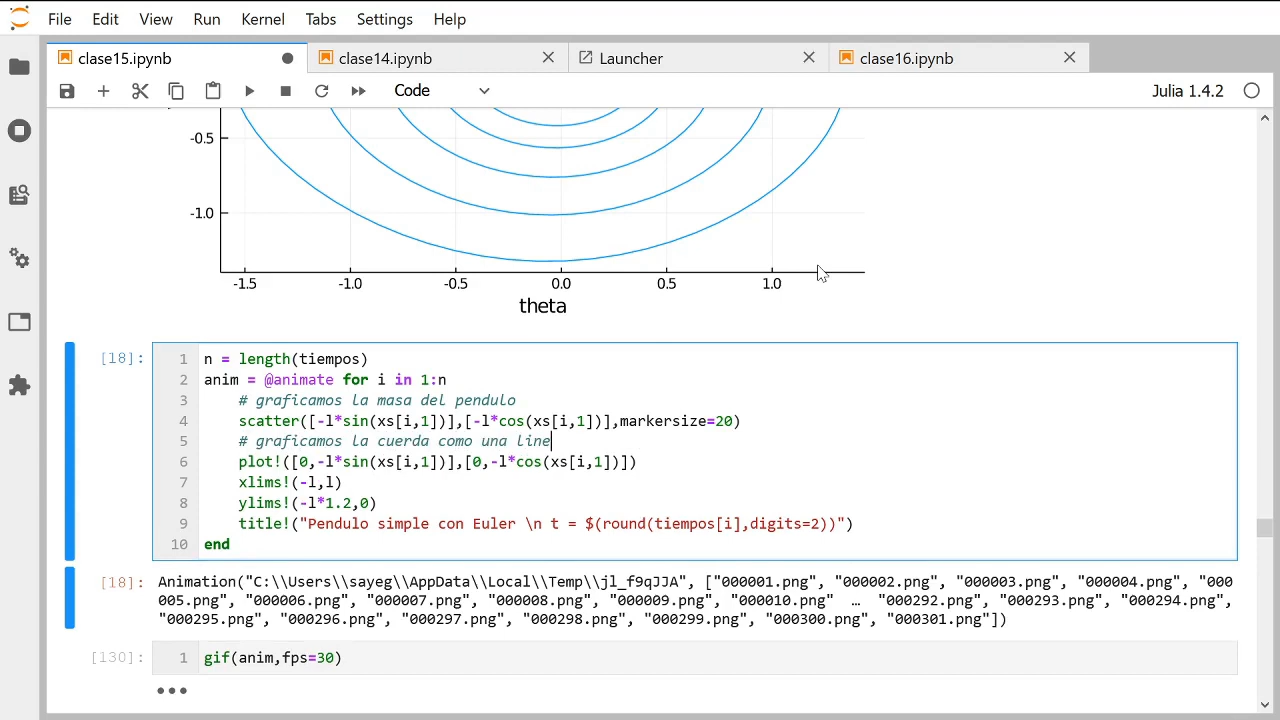 File Edit View Run Kernel Tabs Settings Help
clase15.ipynb clase14.ipynb Launcher clase16.ipynb
Code Julia 1.4.2
-0.5
-1.0
-1.5 -1.0 -0.5 0.0 0.5 1.0
theta
[18]: 1 n = length(tiempos)
2 anim = @animate for i in 1:n
3 # graficamos la masa del pendulo
4 scatter([-l*sin(xs[i,1])],[-l*cos(xs[i,1])],markersize=20)
5 # graficamos la cuerda como una line
6 plot!([0,-l*sin(xs[i,1])],[0,-l*cos(xs[i,1])])
7 xlims!(-l,l)
8 ylims!(-l*1.2,0)
9 title!("Pendulo simple con Euler \n t = $(round(tiempos[i],digits=2))")
10 end
[18]: Animation("C:\\Users\\sayeg\\AppData\\Local\\Temp\\jl_f9qJJA", ["000001.png", "000002.png", "000003.png", "000004.png", "000
005.png", "000006.png", "000007.png", "000008.png", "000009.png", "000010.png" … "000292.png", "000293.png", "000294.png",
"000295.png", "000296.png", "000297.png", "000298.png", "000299.png", "000300.png", "000301.png"])
[130]: 1 gif(anim,fps=30)